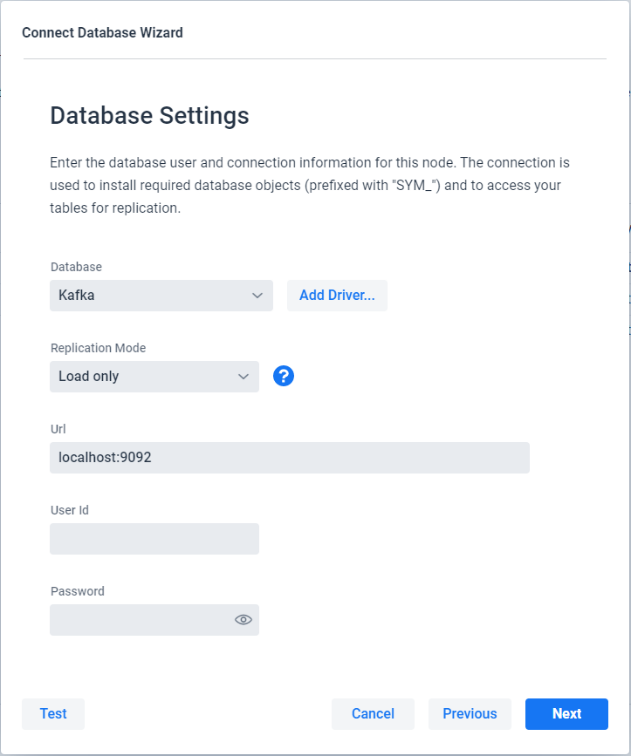 Connect Database Wizard
Database Settings
Enter the database user and connection information for this node. The connection is
used to install required database objects (prefixed with "SYM_") and to access your
tables for replication.
Database
Kafka
Add Driver...
Replication Mode
Load only
?
Url
localhost:9092
User Id
Password
Test
Cancel
Previous
Next